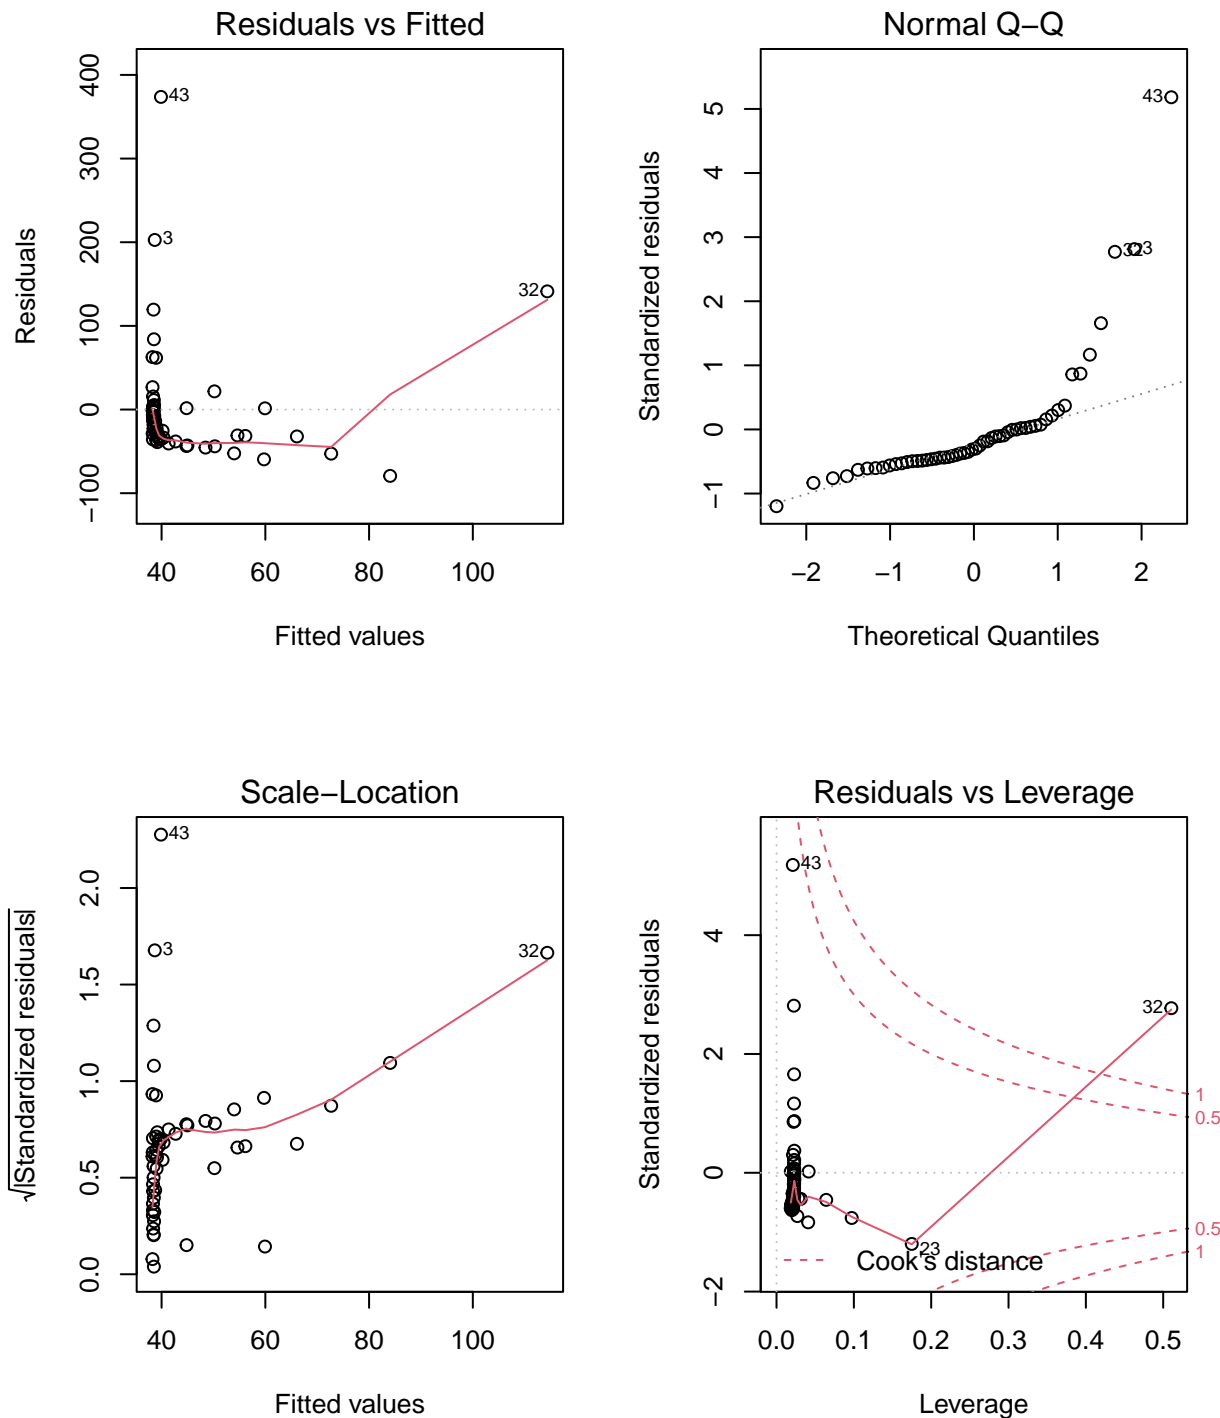 Residuals vs Fitted
Residuals
400
300
200
100
0
−100
43
3
32
40 60 80 100
Fitted values
Normal Q−Q
Standardized residuals
5
4
3
2
1
0
−1
43
32
3
−2 −1 0 1 2
Theoretical Quantiles
Scale−Location
√|Standardized residuals|
2.0
1.5
1.0
0.5
0.0
43
3
32
40 60 80 100
Fitted values
Residuals vs Leverage
Standardized residuals
4
2
0
−2
43
32
23
1
0.5
0.5
1
Cook's distance
0.0 0.1 0.2 0.3 0.4 0.5
Leverage